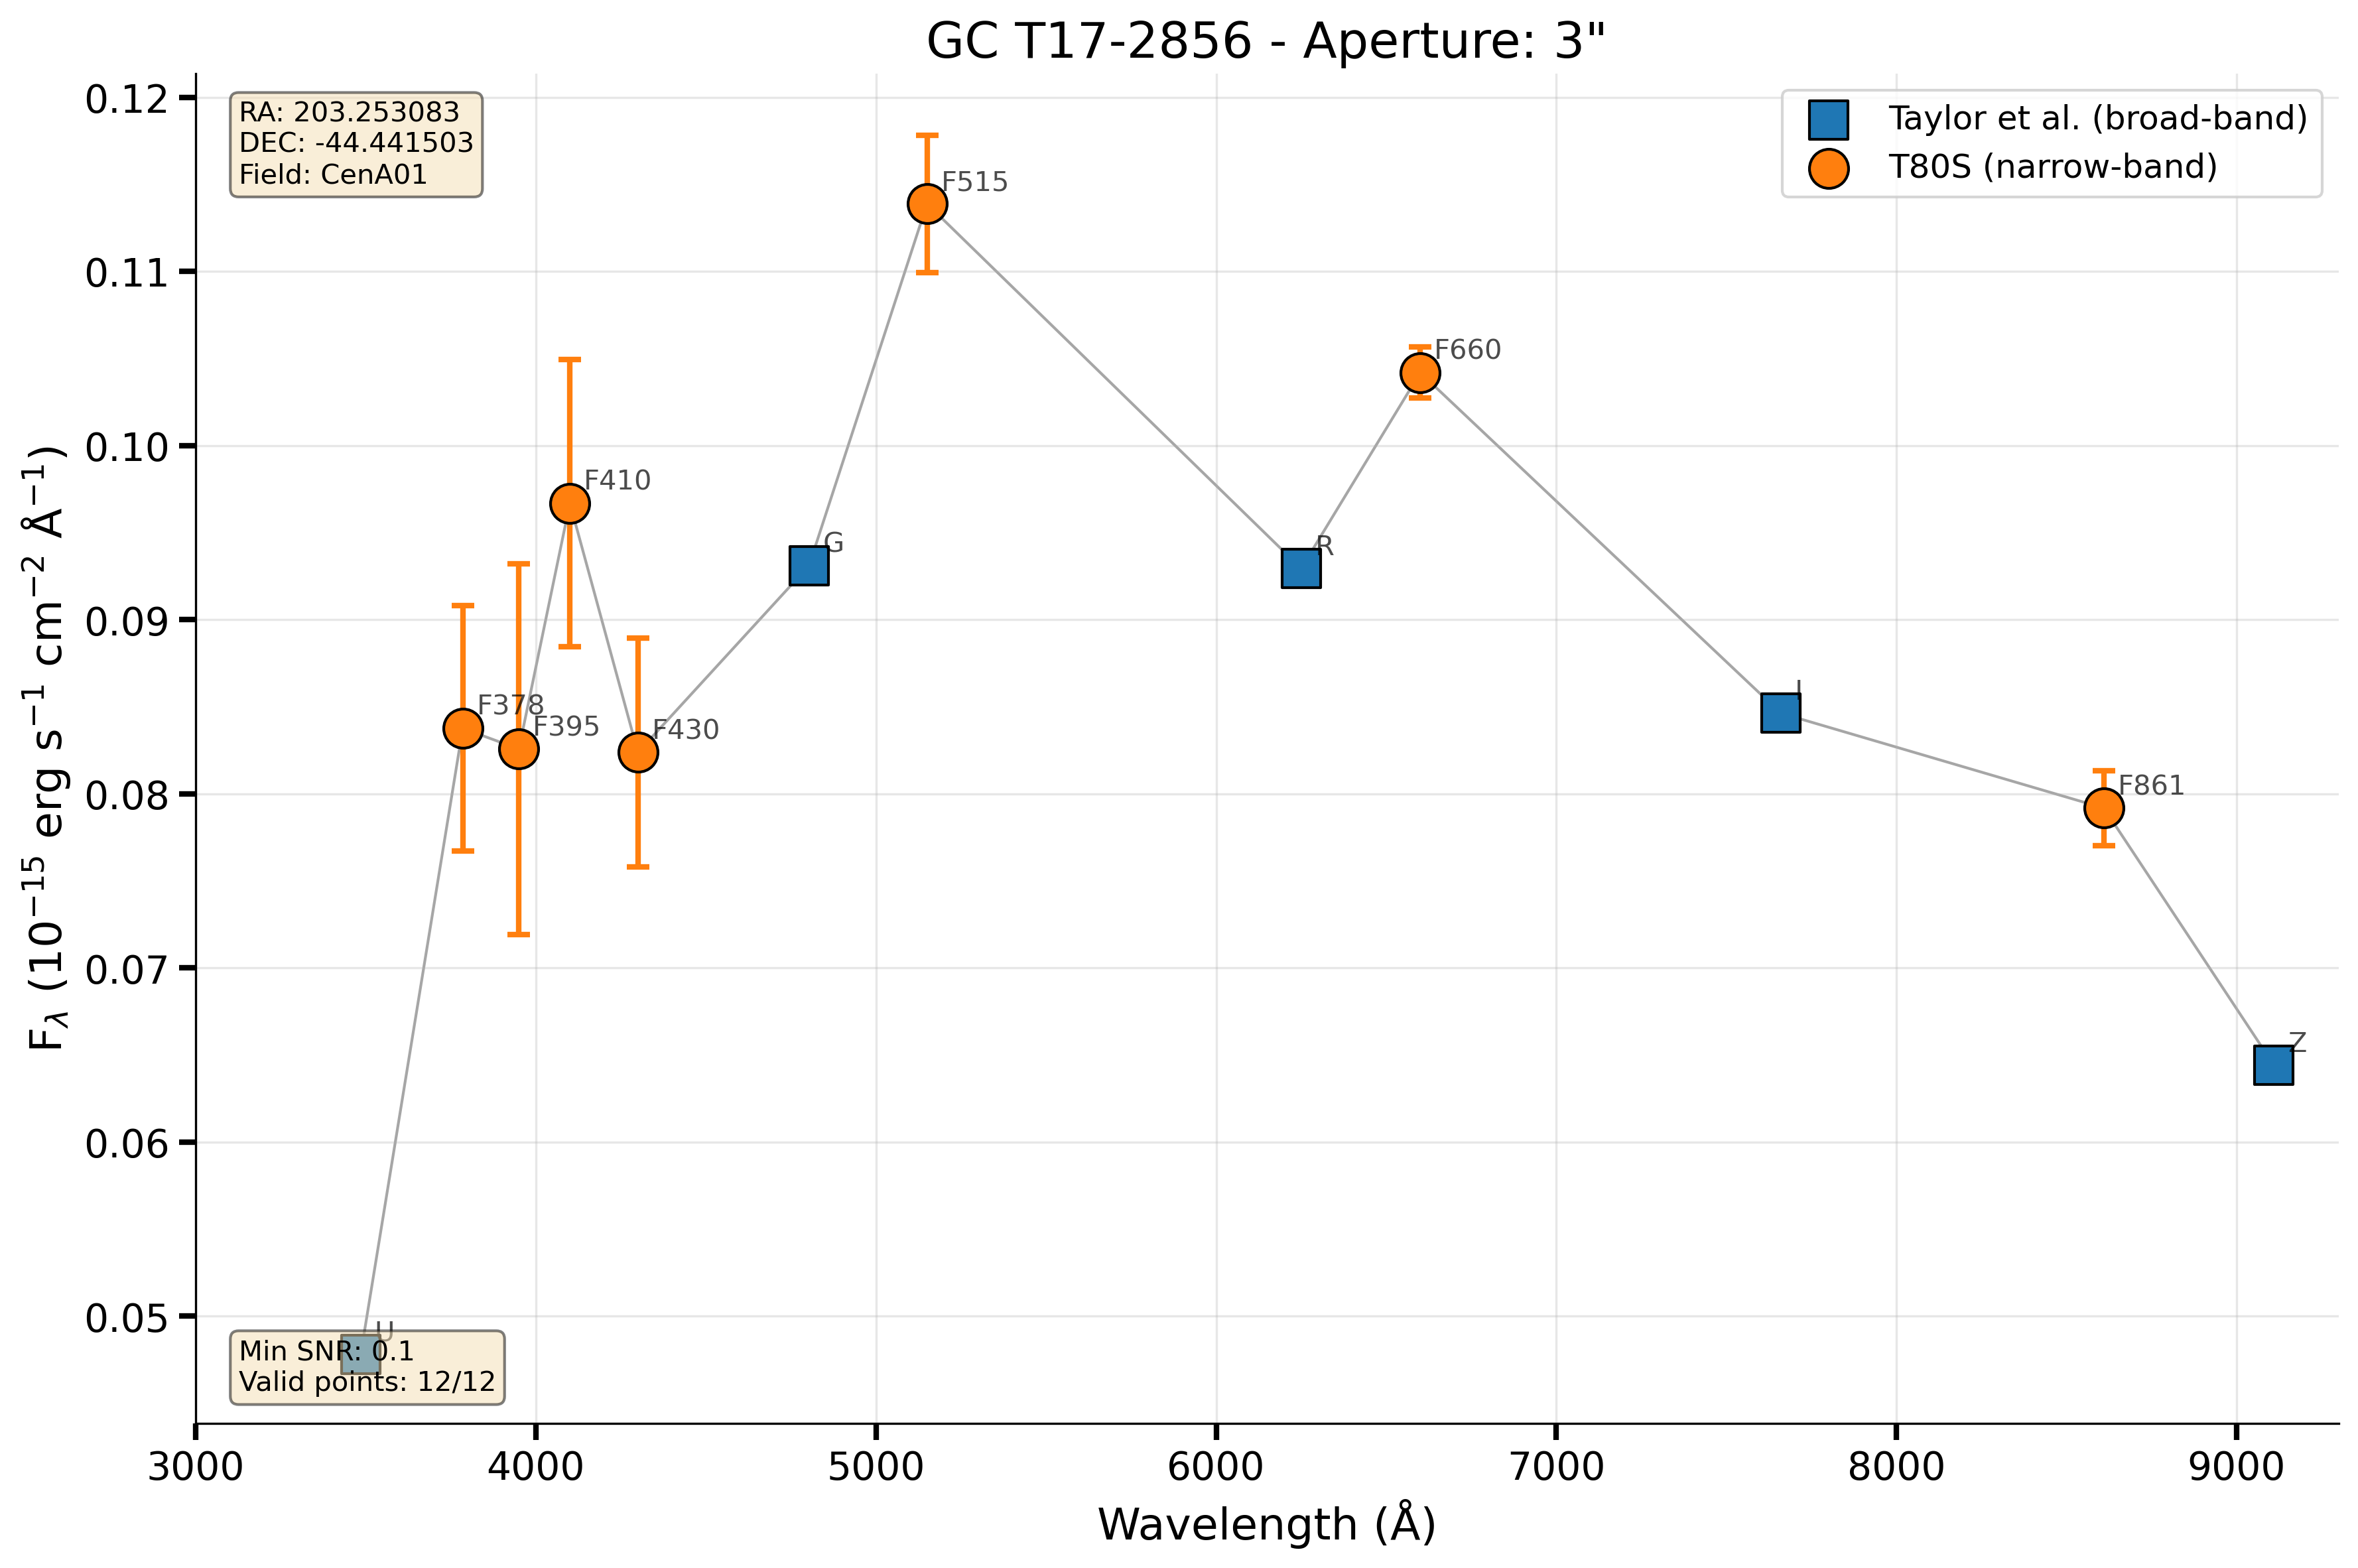 GC T17-2856 - Aperture: 3"
RA: 203.253083
DEC: -44.441503
Field: CenA01
Taylor et al. (broad-band)
T80S (narrow-band)
0.12
0.11
0.10
0.09
0.08
0.07
0.06
0.05
F515
F660
F410
G
R
F378
F395
F430
I
F861
Z
U
Min SNR: 0.1
Valid points: 12/12
3000 4000 5000 6000 7000 8000 9000
Wavelength (Å)
Fλ (10⁻¹⁵ erg s⁻¹ cm⁻² Å⁻¹)